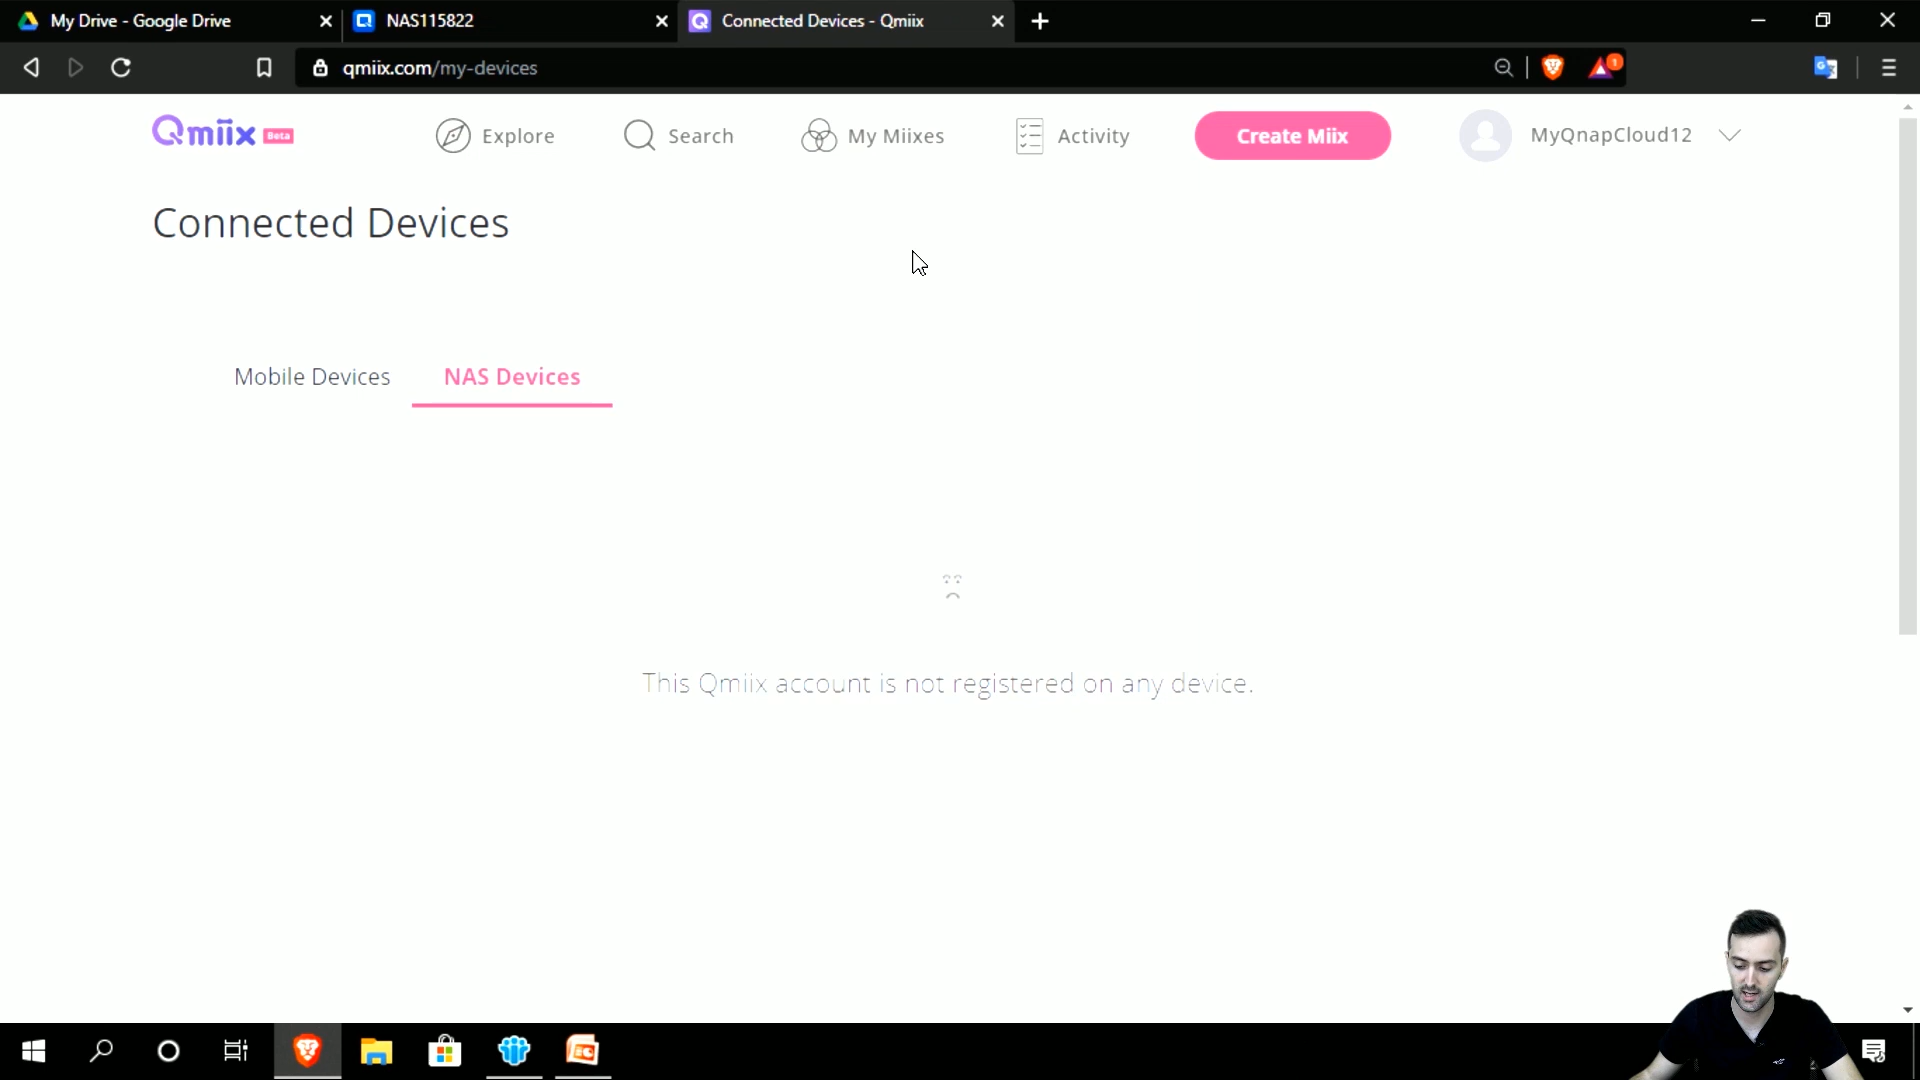 My Drive - Google Drive
NAS115822
Connected Devices - Qmiix
qmiix.com/my-devices
1
Qmiix Beta
Explore
Search
My Miixes
Activity
Create Miix
MyQnapCloud12
Connected Devices
Mobile Devices
NAS Devices
This Qmiix account is not registered on any device.